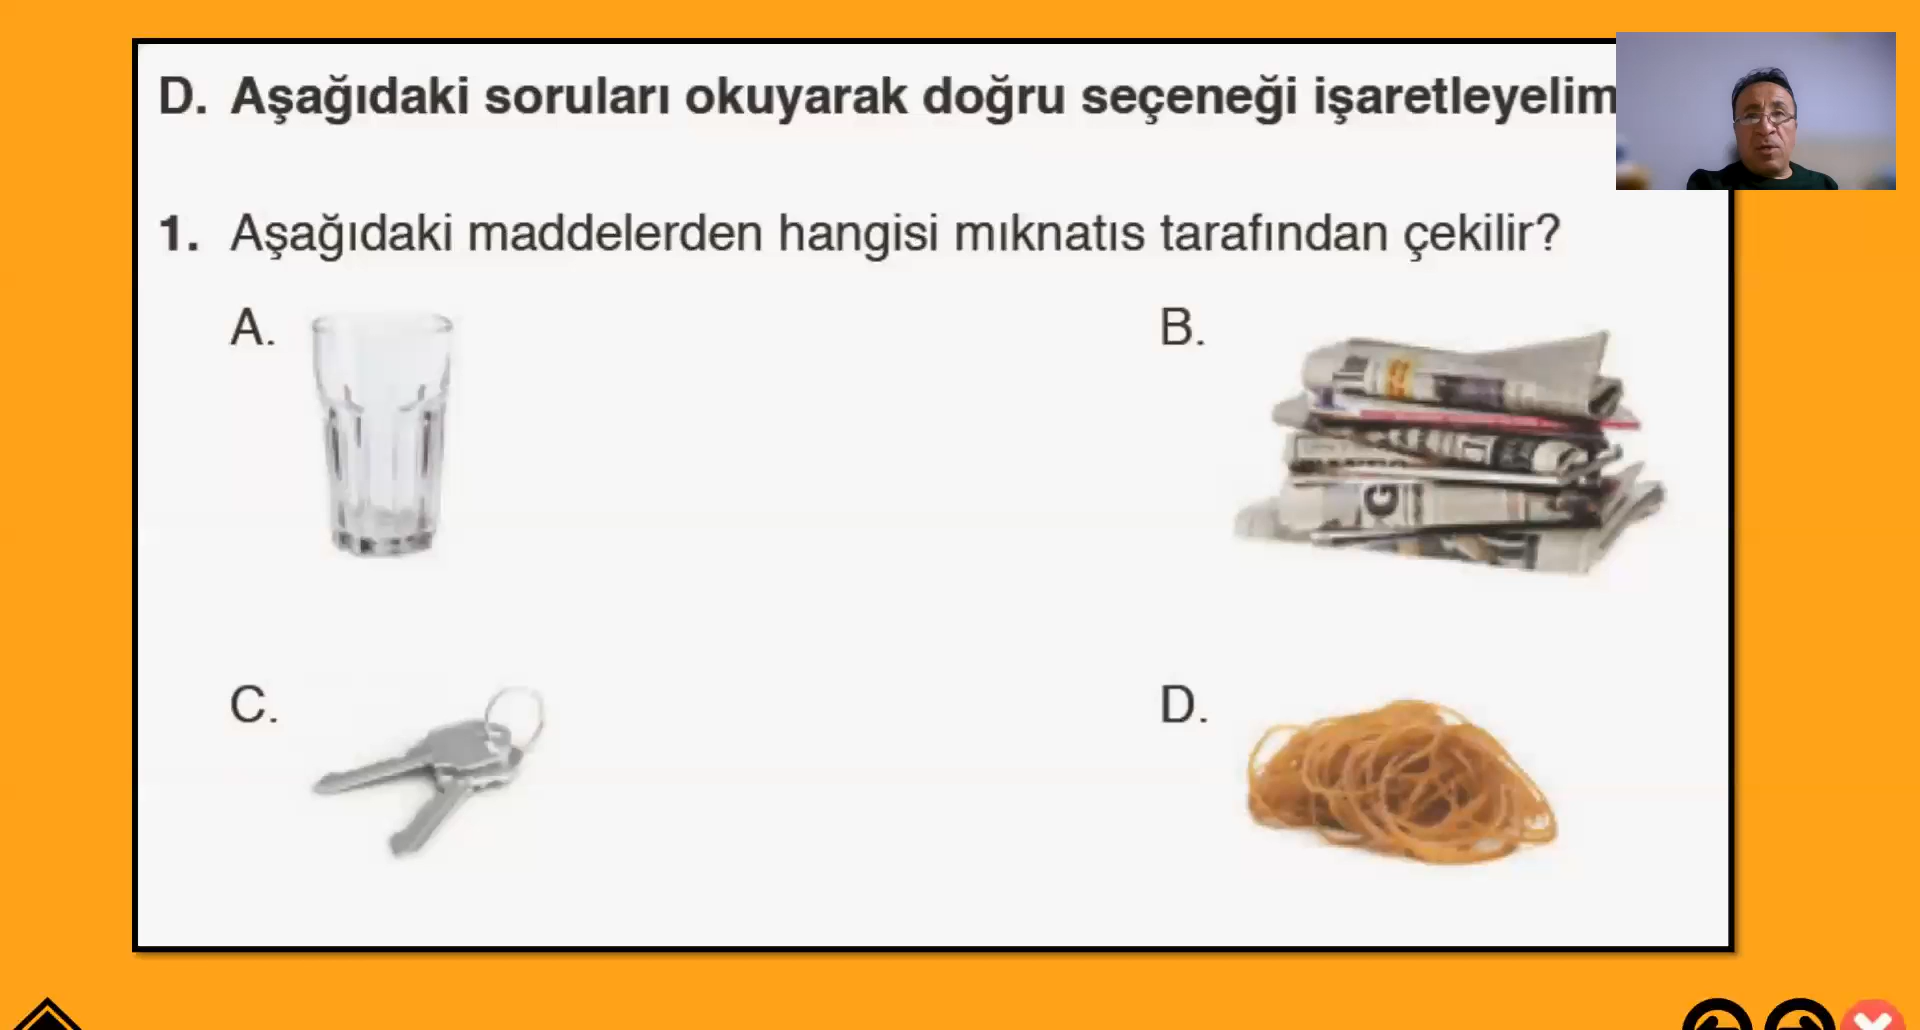 D. Aşağıdaki soruları okuyarak doğru seçeneği işaretleyelim
1. Aşağıdaki maddelerden hangisi mıknatıs tarafından çekilir?
A.
B.
G
C.
D.